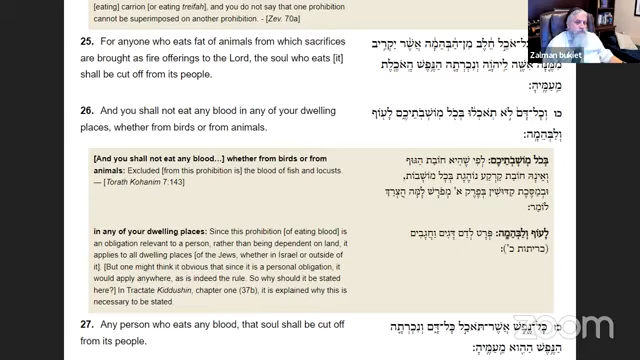 [eating] carrion [or eating treifah], and you do not say that one prohibition
cannot be superimposed on another prohibition. - [Zev. 70a]
25. For anyone who eats fat of animals from which sacrifices
are brought as fire offerings to the Lord, the soul who eats [it]
shall be cut off from its people.
אֹכֵ֣ל חֵ֔לֶב מִן־הַ֨בְּהֵמָ֔ה אֲשֶׁ֨ר יַקְרִ֥יב
מִמֶּ֛נָּה אִשֶּׁ֖ה לַֽיהֹוָ֑ה וְנִכְרְתָ֛ה הַנֶּ֥פֶשׁ הָֽאֹכֶ֖לֶת
מֵֽעַמֶּֽיהָ:
26. And you shall not eat any blood in any of your dwelling
places, whether from birds or from animals.
כו וְכָל־דָּם֙ לֹ֣א תֹֽאכְל֔וּ בְּכֹ֖ל מֽוֹשְׁבֹֽתֵיכֶ֑ם לָע֖וֹף
וְלַבְּהֵמָֽה:
[And you shall not eat any blood…] whether from birds or from
animals: Excluded [from this prohibition] is the blood of fish and locusts.
— [Torath Kohanim 7:143]
בְּכֹל מוֹשְׁבֹתֵיכֶם: לְפִי שֶׁהִיא חוֹבַת הַגּוּף
וְאֵינָהּ חוֹבַת קַרְקַע נוֹהֶגֶת בְּכָל מוֹשָׁבוֹת,
וּבְמַסֶּכֶת קִדּוּשִׁין בְּפֶרֶק א' מְפֹרָשׁ לָמָּה הֻצְרַךְ
לוֹמַר:
in any of your dwelling places: Since this prohibition [of eating blood] is
an obligation relevant to a person, rather than being dependent on land, it
applies to all dwelling places [of the Jews, whether in Israel or outside of
it]. [But one might think it obvious that since it is a personal obligation, it
would apply anywhere, as is indeed the rule. So why should it be stated
here?] In Tractate Kiddushin, chapter one (37b), it is explained why this is
necessary to be stated.
לָעוֹף וְלַבְּהֵמָה: פְּרָט לְדַם דָּגִים וַחֲגָבִים
(כריתות כ'):
27. Any person who eats any blood, that soul shall be cut off
from its people.
כז כָּל־נֶ֖פֶשׁ אֲשֶׁר־תֹּאכַ֣ל כָּל־דָּ֑ם וְנִכְרְתָ֛ה
הַנֶּ֥פֶשׁ הַהִ֖וא מֵֽעַמֶּֽיהָ:
Zalman bukiet
zoom